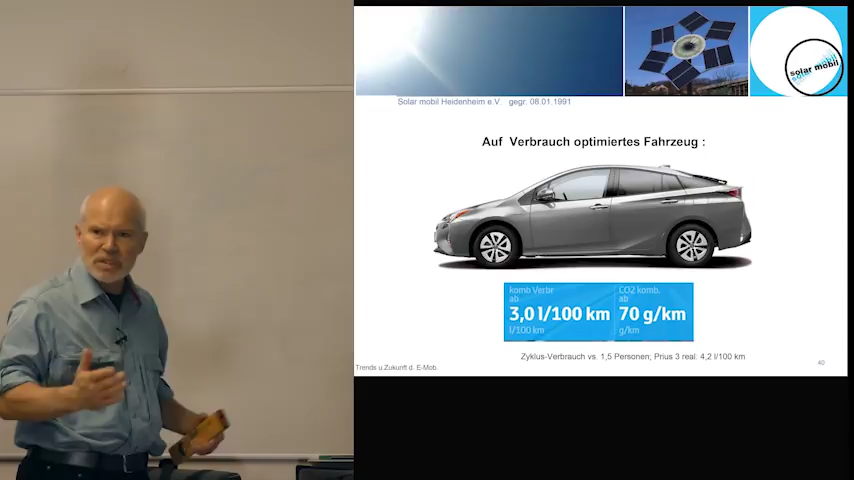 solar mobil
solar mobil
Solar mobil Heidenheim e.V. gegr. 08.01.1991
Auf Verbrauch optimiertes Fahrzeug :
komb Verbr
ab
3,0 l/100 km
l/100 km
CO2 komb.
ab
70 g/km
g/km
Zyklus-Verbrauch vs. 1,5 Personen; Prius 3 real: 4,2 l/100 km
Trends u.Zukunft d. E-Mob.
40